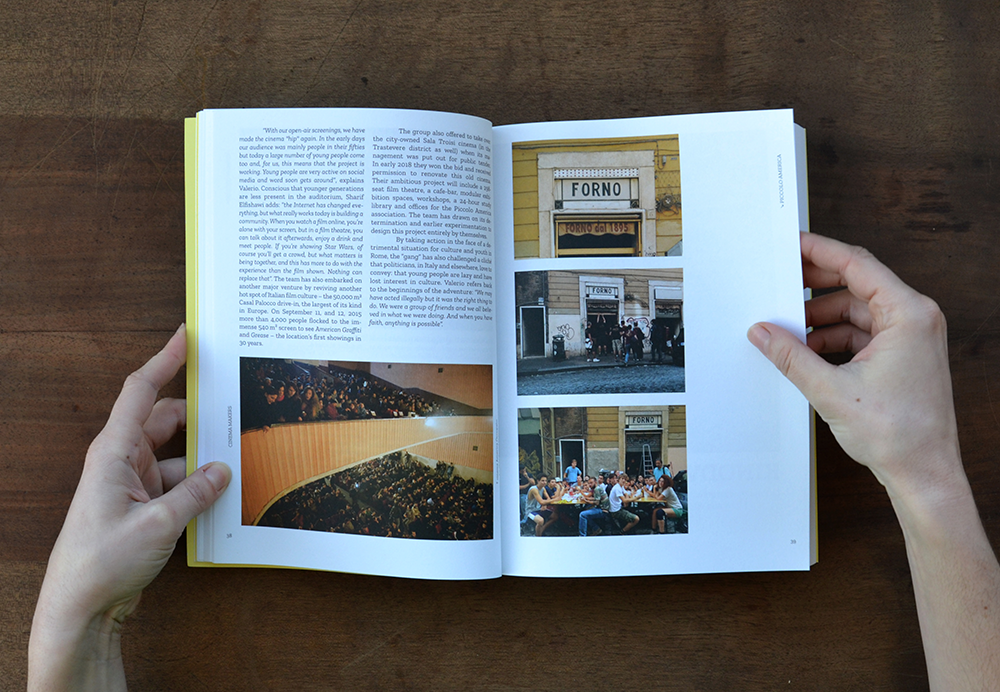 "With our open-air screenings, we have
made the cinema "hip" again. In the early days
our audience was mainly people in their fifties
but today a large number of young people come
too and, for us, this means that the project is
working. Young people are very active on social
media and word soon gets around", explains
Valerio. Conscious that younger generations
are less present in the auditorium, Sharif
Elfishawi adds: "the Internet has changed eve-
rything, but what really works today is building a
community. When you watch a film online, you're
alone with your screen, but in a film theatre, you
can talk about it afterwards, enjoy a drink and
meet people. If you're showing Star Wars, of
course you'll get a crowd, but what matters is
being together, and this has more to do with the
experience than the film shown. Nothing can
replace that". The team has also embarked on
another major venture by reviving another
hot spot of Italian film culture – the 50,000 m²
Casal Palocco drive-in, the largest of its kind
in Europe. On September 11, and 12, 2015
more than 4,000 people flocked to the im-
mense 540 m² screen to see American Graffiti
and Grease – the location's first showings in
30 years.
The group also offered to take over
the city-owned Sala Troisi cinema (in the
Trastevere district as well) when its ma-
nagement was put out for public tender.
In early 2018 they won the bid and received
permission to renovate this old cinema.
Their ambitious project will include a
seat film theatre, a cafe-bar, modular exhi-
bition spaces, workshops, a 24-hour study
library and offices for the Piccolo America
association. The team has drawn on its de-
termination and earlier experimentation to
design this project entirely by themselves.
By taking action in the face of a de-
trimental situation for culture and youth in
Rome, the "gang" has also challenged a cliché
that politicians, in Italy and elsewhere, love to
convey: that young people are lazy and have
lost interest in culture. Valerio refers back
to the beginnings of the adventure: "We may
have acted illegally but it was the right thing to
do. We were a group of friends and we belie-
ved in what we were doing. And when you have
faith, anything is possible".
CINEMA MAKERS
38
FORNO
FORNO dal 1895
FORNO
FORNO
PICCOLO AMERICA
39